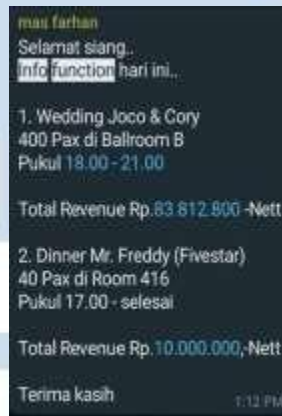 mas farhan
Selamat siang..
Info function hari ini..
1. Wedding Joco & Cory
400 Pax di Ballroom B
Pukul 18.00 - 21.00
Total Revenue Rp.83.812.800 -Nett
2. Dinner Mr. Freddy (Fivestar)
40 Pax di Room 416
Pukul 17.00 - selesai
Total Revenue Rp.10.000.000,-Nett
Terima kasih
1:12 PM